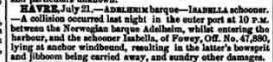 HAVRE, July 21.—ADELHEIM barque—ISABELLA schooner.
—A collision occurred last night in the outer port at 10 P.M.
between the Norwegian barque Adelheim, whilst entering the
harbour, and the schooner Isabella, of Fowey, Off. No. 47,880,
lying at anchor windbound, resulting in the latter's bowsprit
and jibboom being carried away, and sundry other damages.